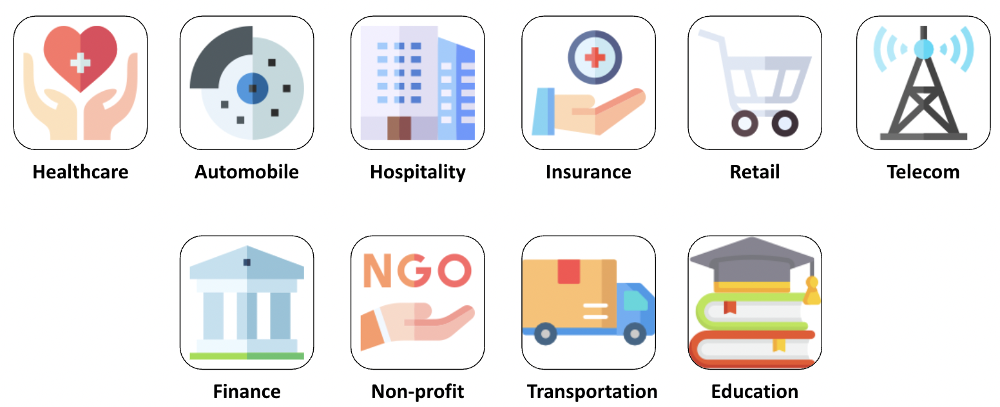 Healthcare
Automobile
Hospitality
Insurance
Retail
Telecom
NGO
Finance
Non-profit
Transportation
Education